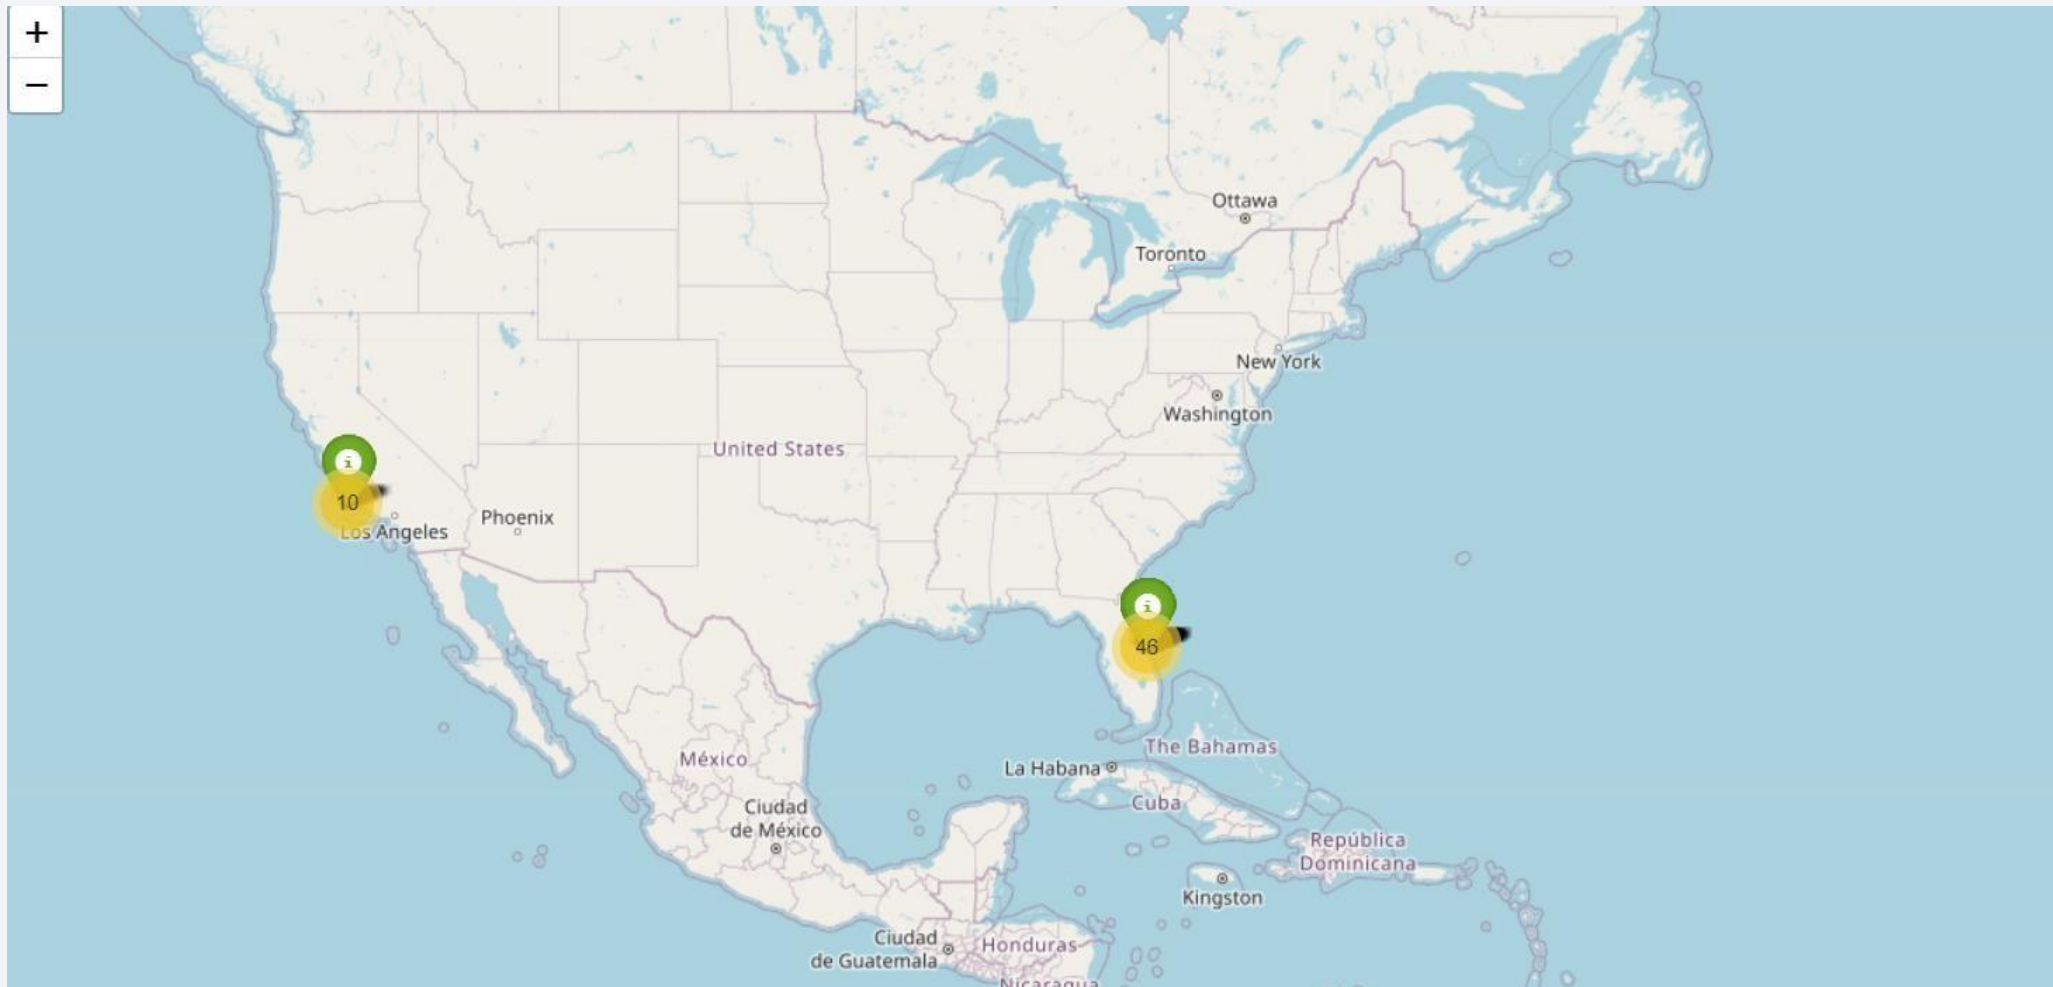 +
−
Ottawa
Toronto
New York
Washington
United States
i
10
Los Angeles
Phoenix
i
46
The Bahamas
La Habana
México
Cuba
Ciudad
de México
República
Dominicana
Kingston
Ciudad
de Guatemala
Honduras
Nicaragua